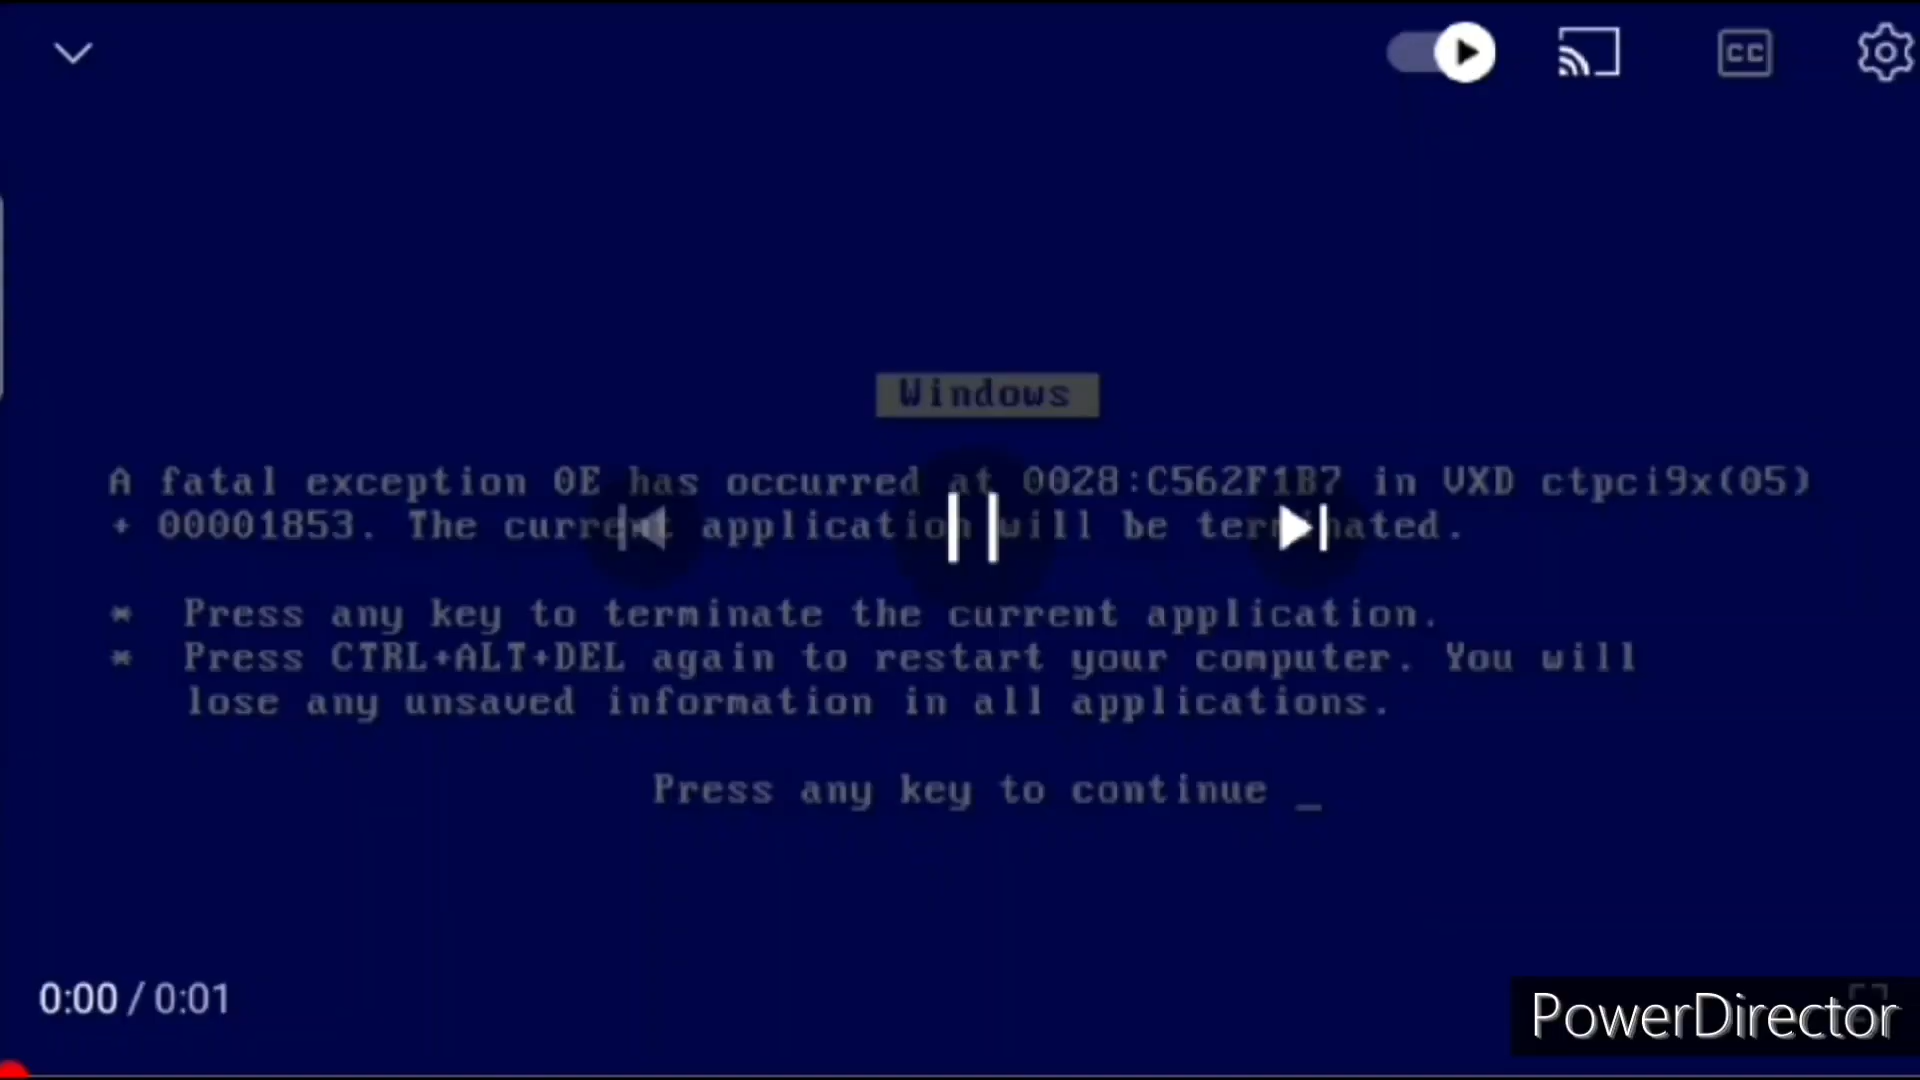 CC
Windows
A fatal exception 0E has occurred at 0028:C562F1B7 in VXD ctpci9x(05)
+ 00001853. The current application will be terminated.
* Press any key to terminate the current application.
* Press CTRL+ALT+DEL again to restart your computer. You will
lose any unsaved information in all applications.
Press any key to continue _
0:00 / 0:01
PowerDirector